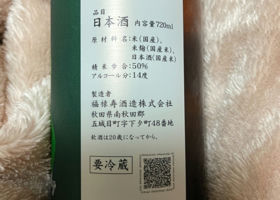 品目
日本酒 内容量720ml
原材料名:米(国産)、
米麹(国産米)、
日本酒(国産米)
精米歩合:50%
アルコール分:14度
製造者
福禄寿酒造株式会社
秋田県南秋田郡
五城目町字下タ町48番地
飲酒は20歳になってから。
要冷蔵